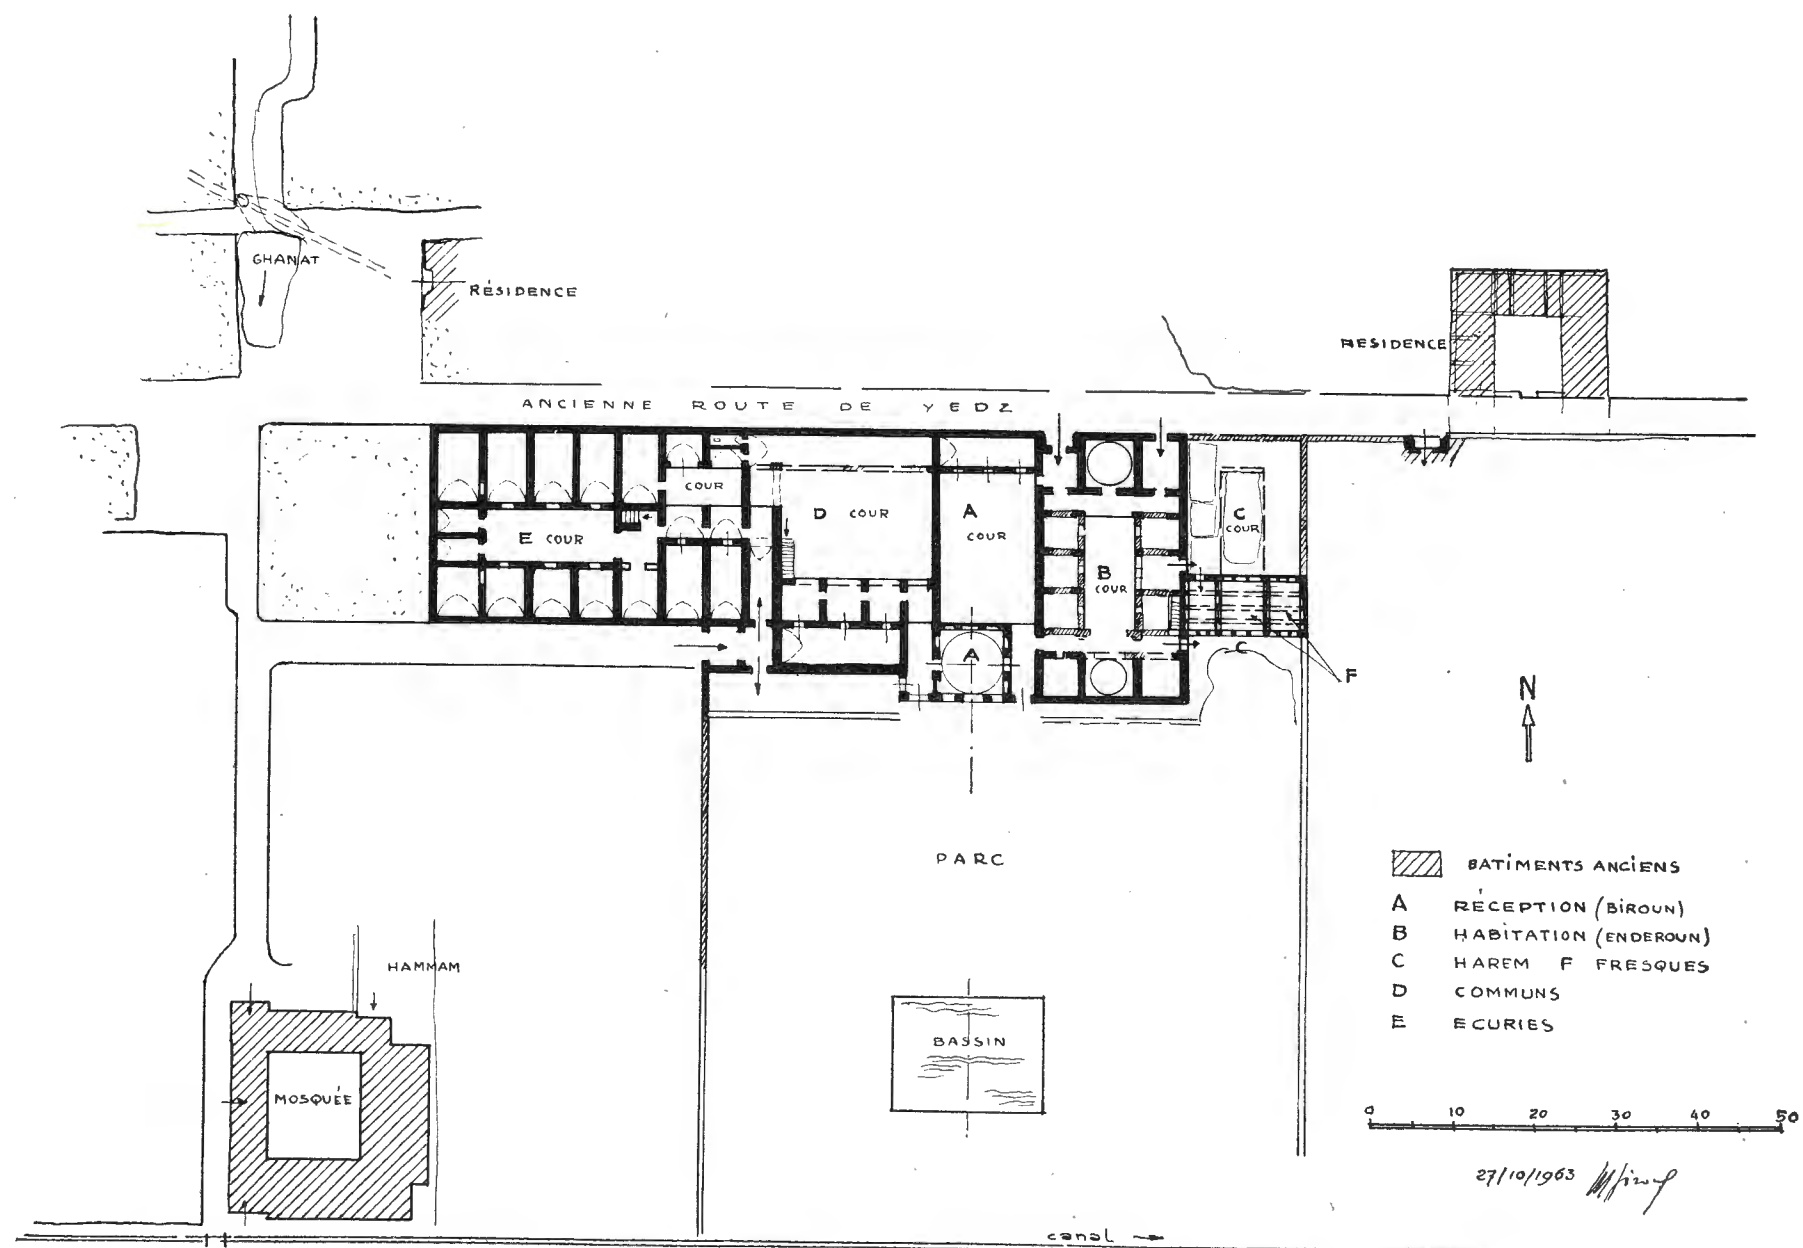 GHANAT
RÉSIDENCE
RESIDENCE
ANCIENNE ROUTE DE YEDZ
COUR
D COUR
A
COUR
C
COUR
E COUR
B
COUR
A
C
F
N
PARC
BATIMENTS ANCIENS
A RÉCEPTION (BIROUN)
B HABITATION (ENDEROUN)
C HAREM F FRESQUES
D COMMUNS
E ECURIES
HAMMAM
BASSIN
MOSQUÉE
0 10 20 30 40 50
27/10/1963
canal